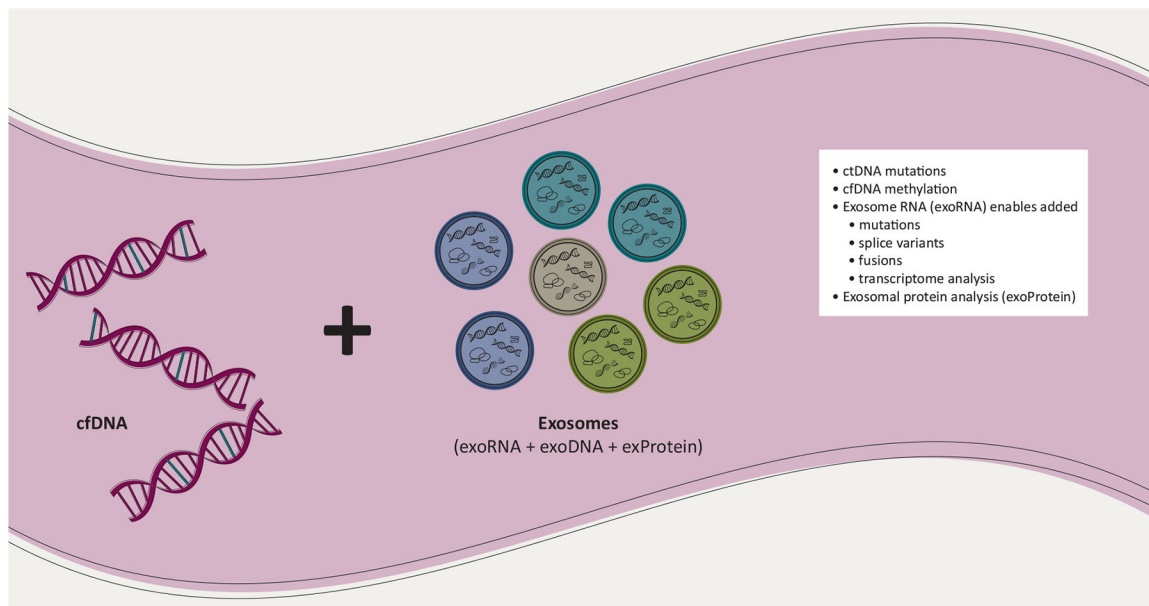 cfDNA
Exosomes
(exoRNA + exoDNA + exProtein)
• ctDNA mutations
• cfDNA methylation
• Exosome RNA (exoRNA) enables added
• mutations
• splice variants
• fusions
• transcriptome analysis
• Exosomal protein analysis (exoProtein)